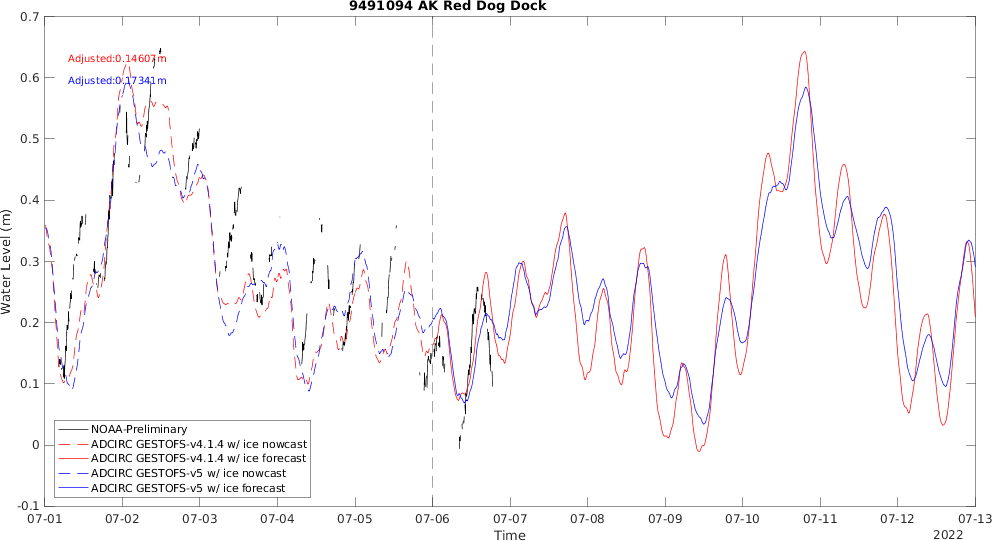 9491094 AK Red Dog Dock
0.7
0.6
0.5
0.4
0.3
0.2
0.1
0
-0.1
Water Level (m)
Adjusted:0.14607m
Adjusted:0.17341m
NOAA-Preliminary
ADCIRC GESTOFS-v4.1.4 w/ ice nowcast
ADCIRC GESTOFS-v4.1.4 w/ ice forecast
ADCIRC GESTOFS-v5 w/ ice nowcast
ADCIRC GESTOFS-v5 w/ ice forecast
07-01 07-02 07-03 07-04 07-05 07-06 07-07 07-08 07-09 07-10 07-11 07-12 07-13
Time
2022